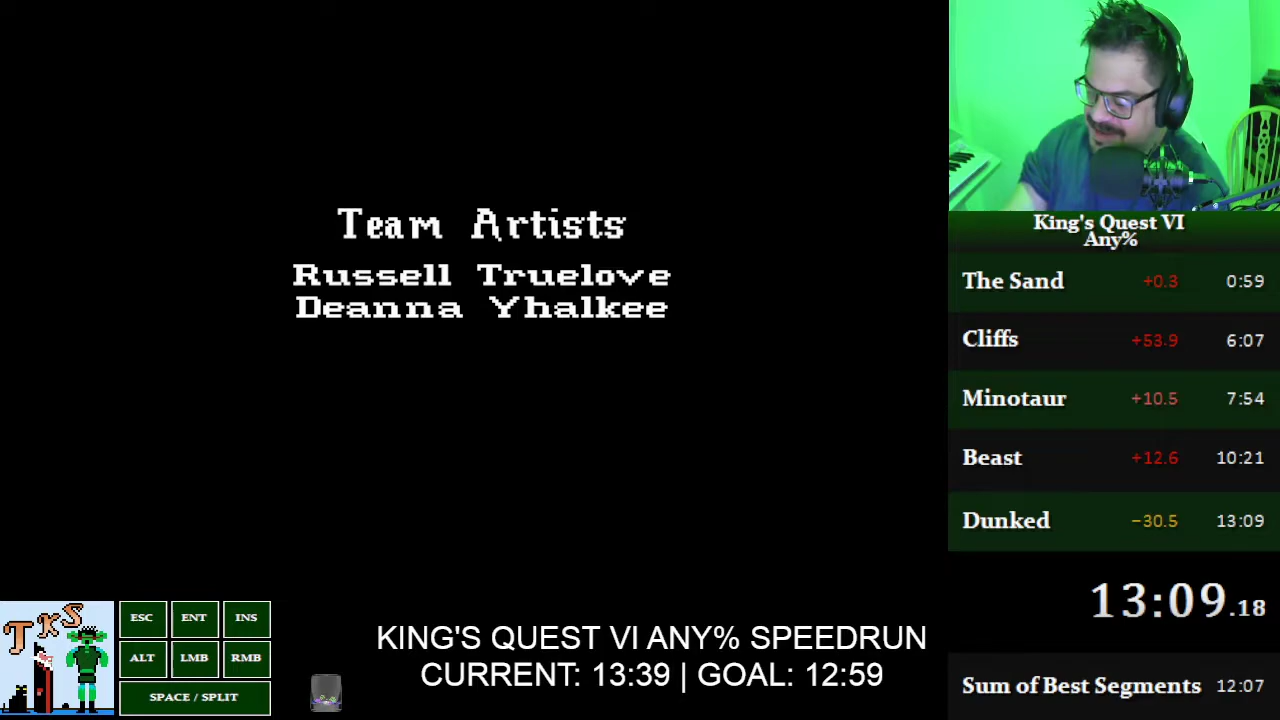 Team Artists
Russell Truelove
Deanna Yhalkee
King's Quest VI
Any%
The Sand +0.3 0:59
Cliffs +53.9 6:07
Minotaur +10.5 7:54
Beast +12.6 10:21
Dunked −30.5 13:09
13:09.18
Sum of Best Segments 12:07
TKS
ESC ENT INS
ALT LMB RMB
SPACE / SPLIT
KING'S QUEST VI ANY% SPEEDRUN
CURRENT: 13:39 | GOAL: 12:59